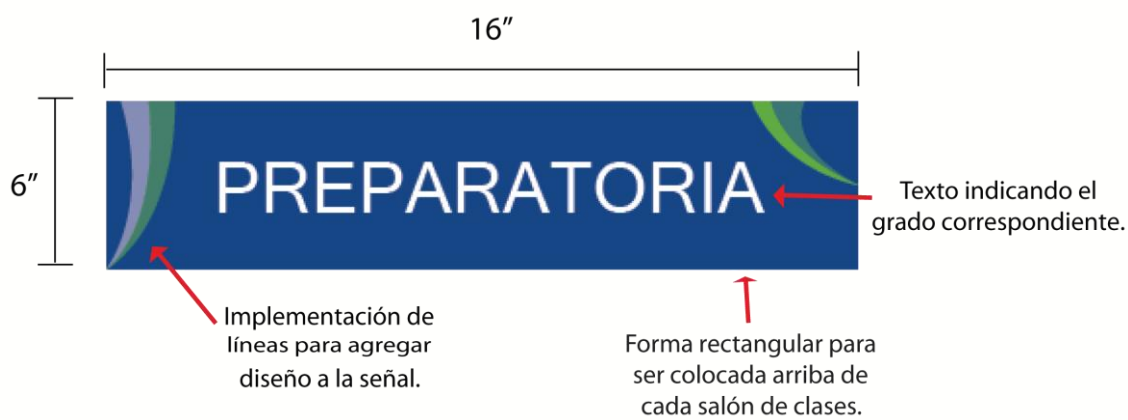 16”
6”
PREPARATORIA
Texto indicando el
grado correspondiente.
Implementación de
líneas para agregar
diseño a la señal.
Forma rectangular para
ser colocada arriba de
cada salón de clases.